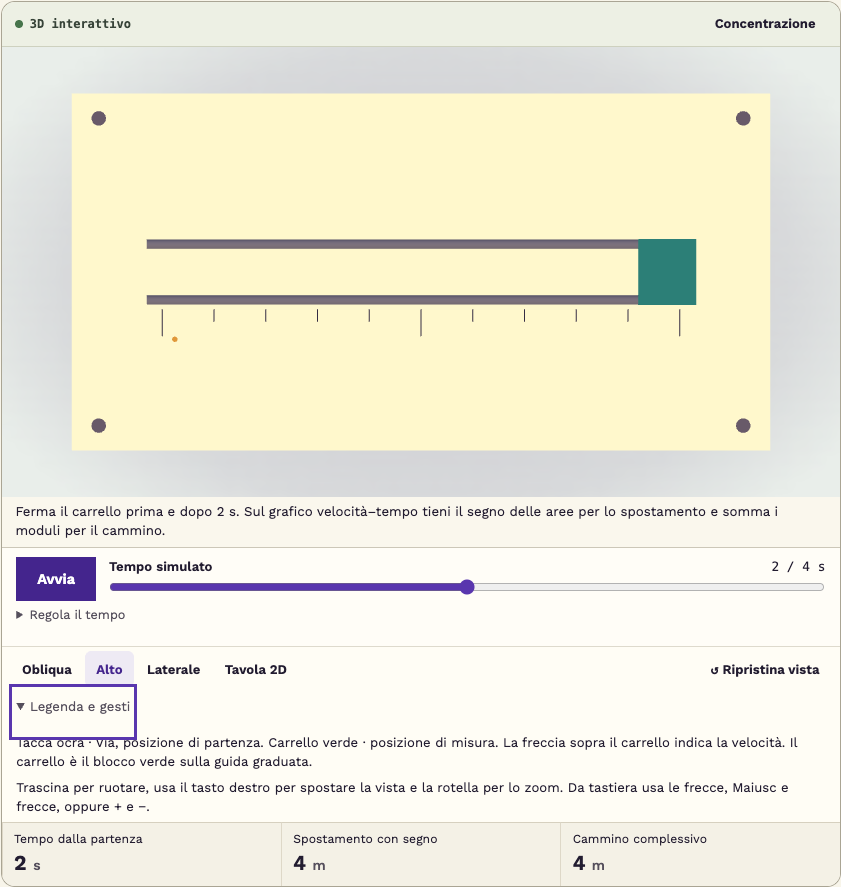 3D interattivo
Concentrazione
Ferma il carrello prima e dopo 2 s. Sul grafico velocità–tempo tieni il segno delle aree per lo spostamento e somma i
moduli per il cammino.
Avvia
Tempo simulato
2 / 4 s
▶ Regola il tempo
Obliqua
Alto
Laterale
Tavola 2D
↺ Ripristina vista
▼ Legenda e gesti
Tacca ocra · Via, posizione di partenza. Carrello verde · posizione di misura. La freccia sopra il carrello indica la velocità. Il
carrello è il blocco verde sulla guida graduata.
Trascina per ruotare, usa il tasto destro per spostare la vista e la rotella per lo zoom. Da tastiera usa le frecce, Maiusc e
frecce, oppure + e −.
Tempo dalla partenza
2 s
Spostamento con segno
4 m
Cammino complessivo
4 m